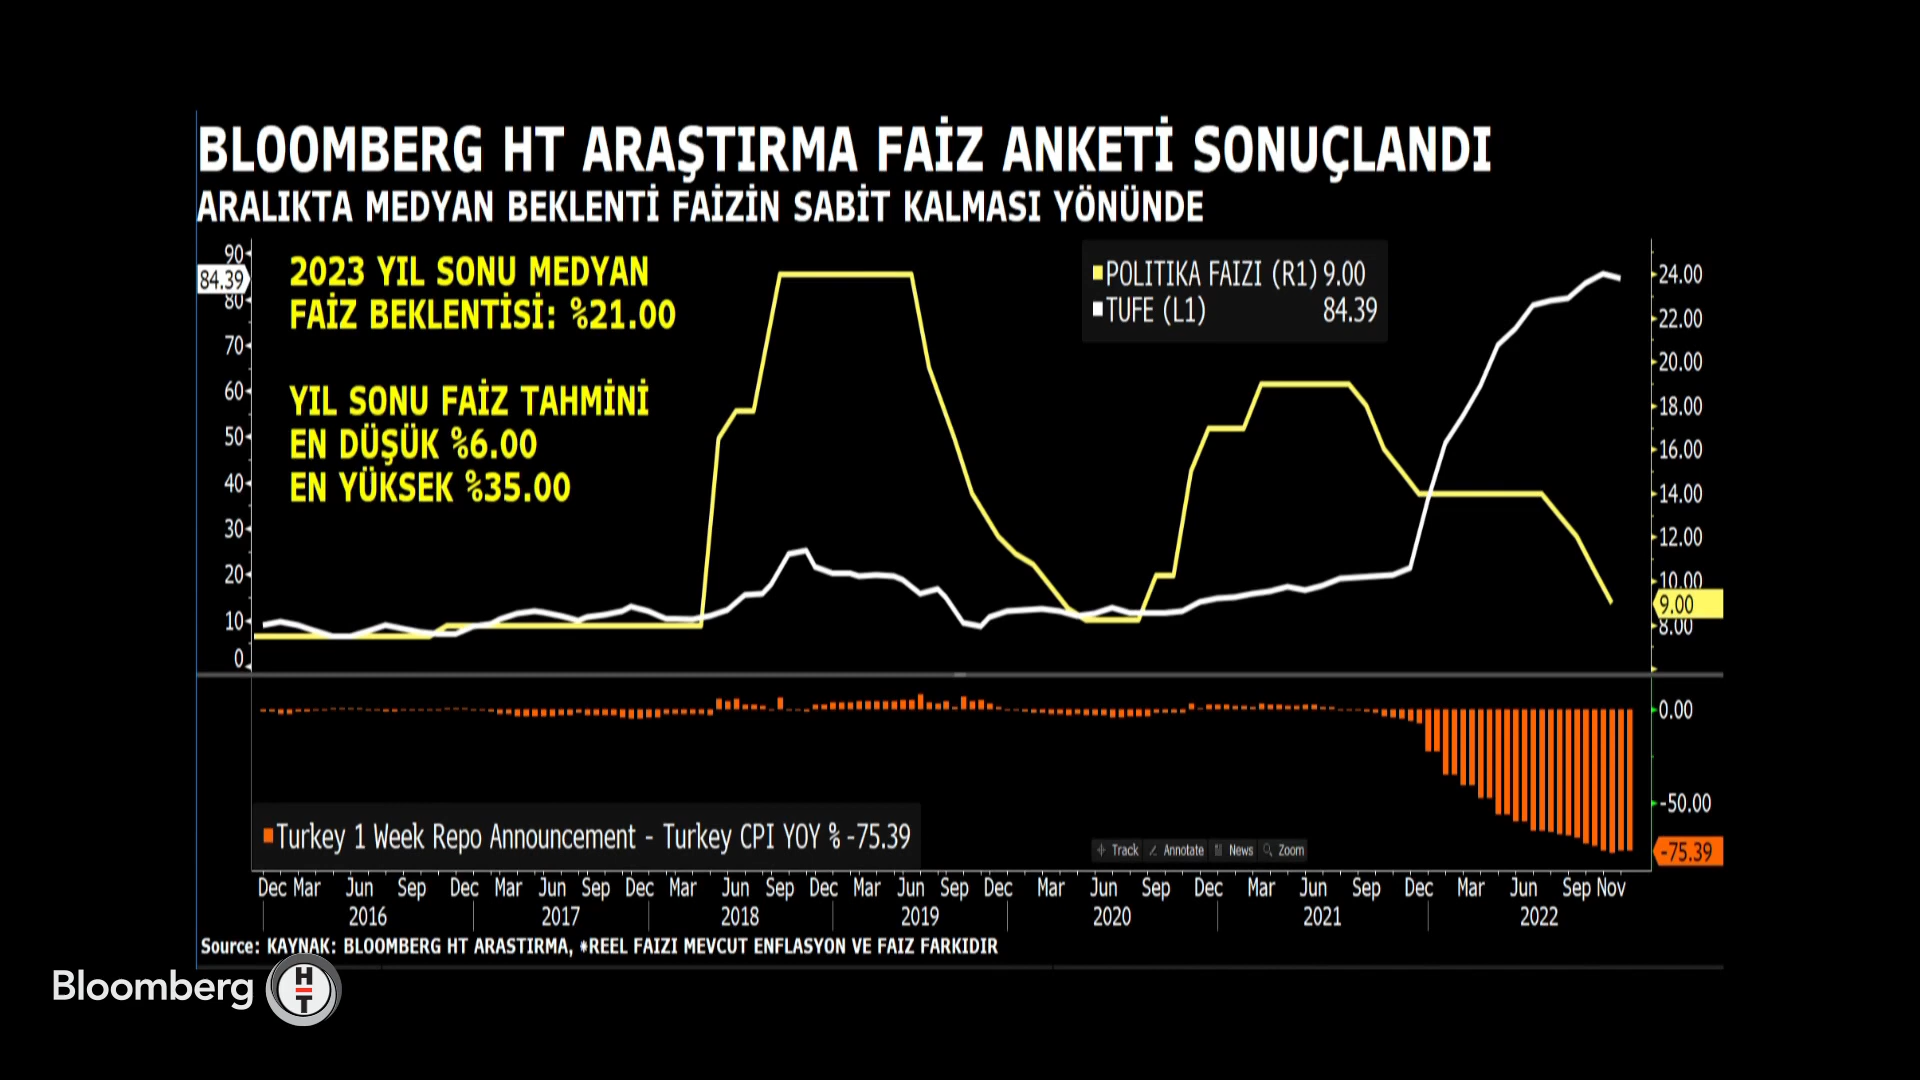 BLOOMBERG HT ARAŞTIRMA FAİZ ANKETİ SONUÇLANDI
ARALIKTA MEDYAN BEKLENTİ FAİZİN SABİT KALMASI YÖNÜNDE
2023 YIL SONU MEDYAN
FAİZ BEKLENTİSİ: %21.00
YIL SONU FAİZ TAHMİNİ
EN DÜŞÜK %6.00
EN YÜKSEK %35.00
POLITIKA FAIZI (R1) 9.00
TUFE (L1) 84.39
90
84.39
80
70
60
50
40
30
20
10
0
24.00
22.00
20.00
18.00
16.00
14.00
12.00
10.00
9.00
8.00
0.00
-50.00
-75.39
Turkey 1 Week Repo Announcement - Turkey CPI YOY % -75.39
Track Annotate News Zoom
Dec Mar Jun Sep Dec Mar Jun Sep Dec Mar Jun Sep Dec Mar Jun Sep Dec Mar Jun Sep Dec Mar Jun Sep Dec Mar Jun Sep Nov
2016 2017 2018 2019 2020 2021 2022
Source: KAYNAK: BLOOMBERG HT ARASTIRMA, *REEL FAIZI MEVCUT ENFLASYON VE FAIZ FARKIDIR
Bloomberg HT